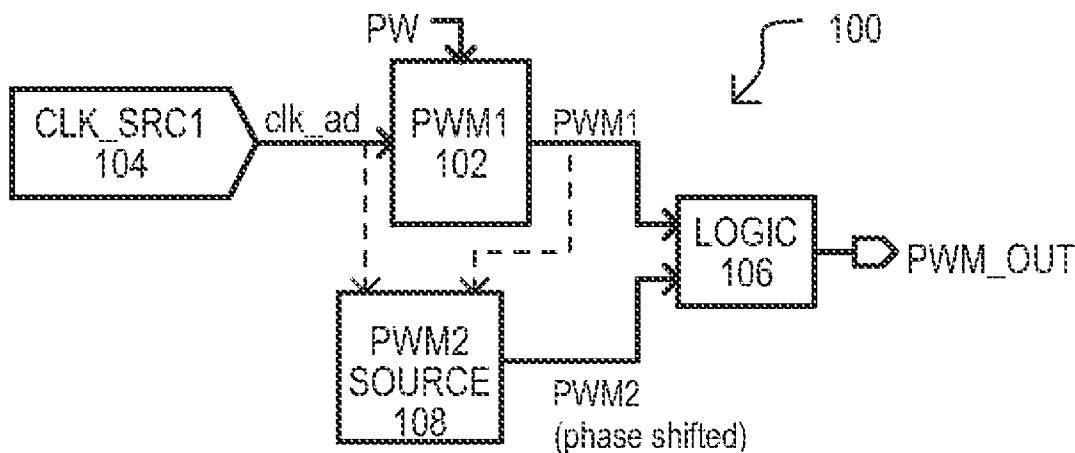 PW
100
CLK_SRC1
104
clk_ad
PWM1
102
PWM1
LOGIC
106
PWM_OUT
PWM2
SOURCE
108
PWM2
(phase shifted)